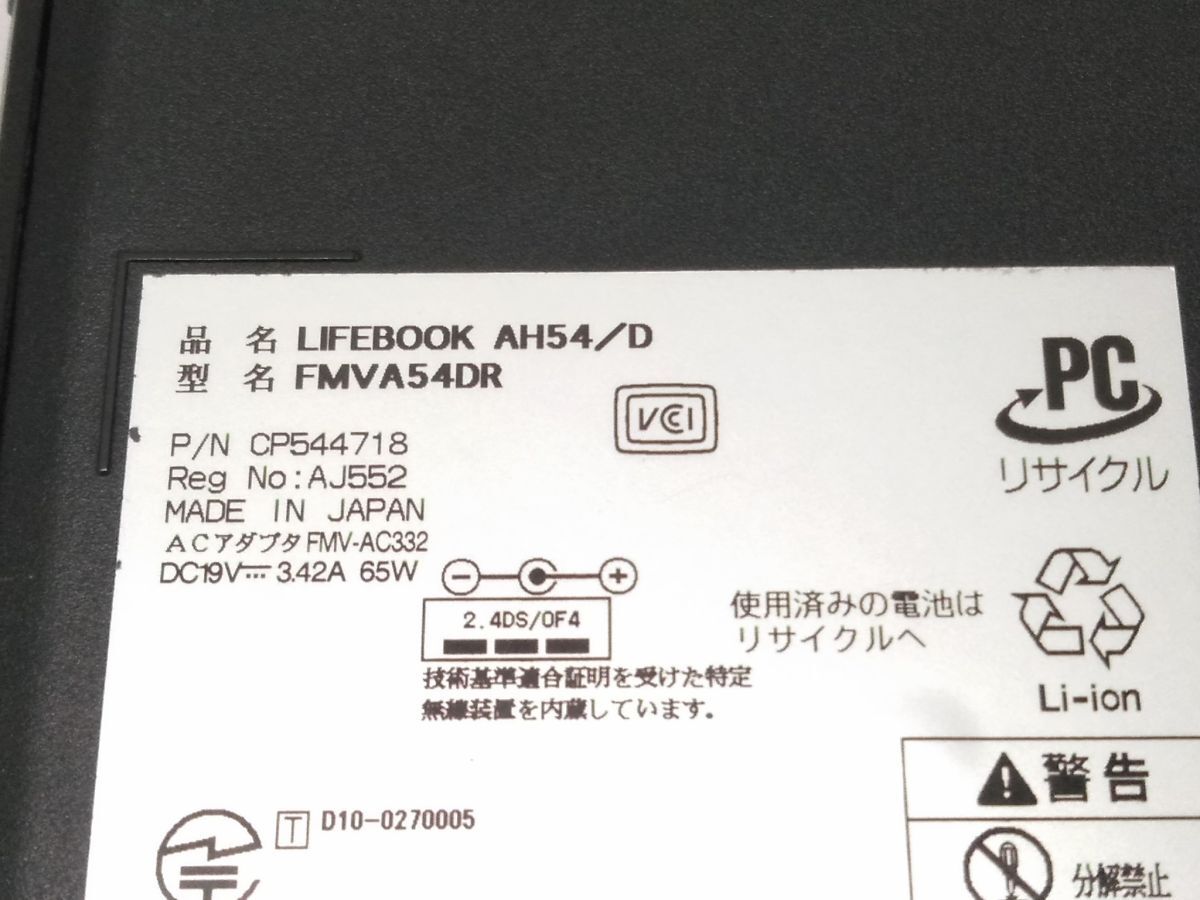 品 名 LIFEBOOK AH54/D
型 名 FMVA54DR
VCI
P/N CP544718
Reg No:AJ552
MADE IN JAPAN
ACアダプタ FMV-AC332
DC19V 3.42A 65W
2.4DS/OF4
技術基準適合証明を受けた特定
無線装置を内蔵しています。
PC
リサイクル
使用済みの電池は
リサイクルへ
Li-ion
警告
分解禁止
T D10-0270005